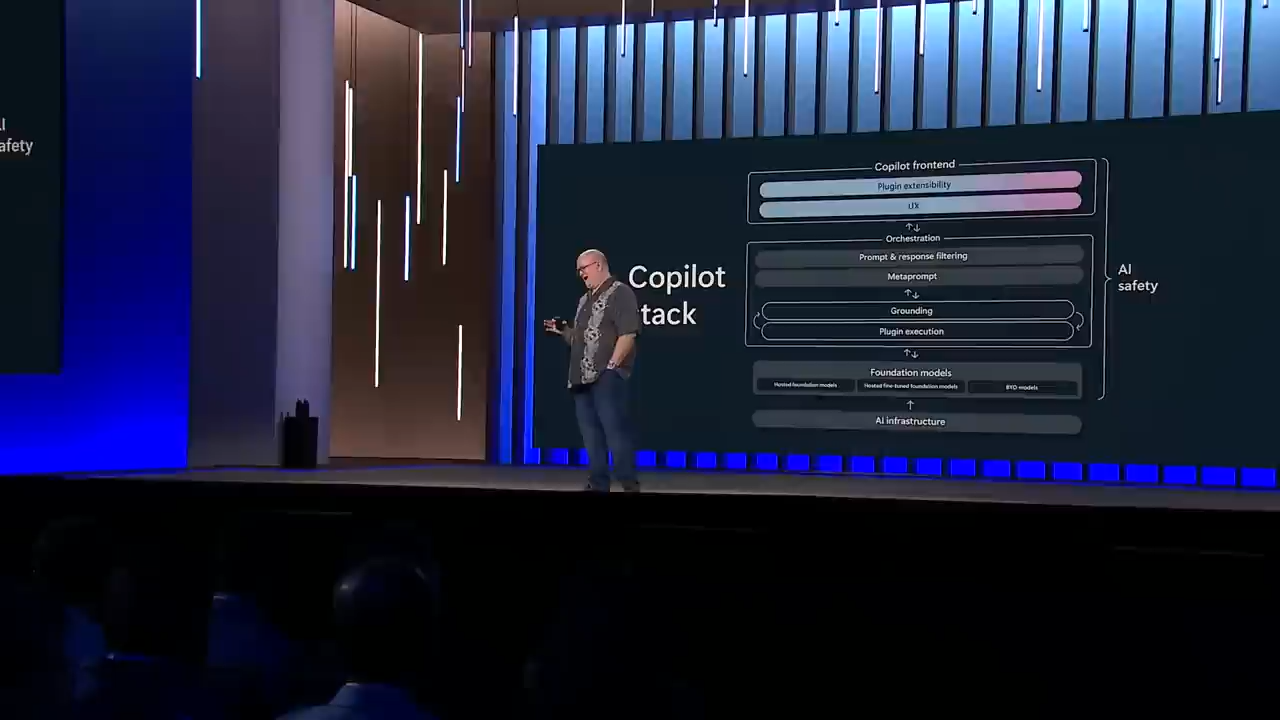 afety
Copilot
tack
Copilot frontend
Plugin extensibility
UX
Orchestration
Prompt & response filtering
Metaprompt
Grounding
Plugin execution
Foundation models
Hosted foundation models
Hosted fine-tuned foundation models
BYO models
AI infrastructure
AI
safety